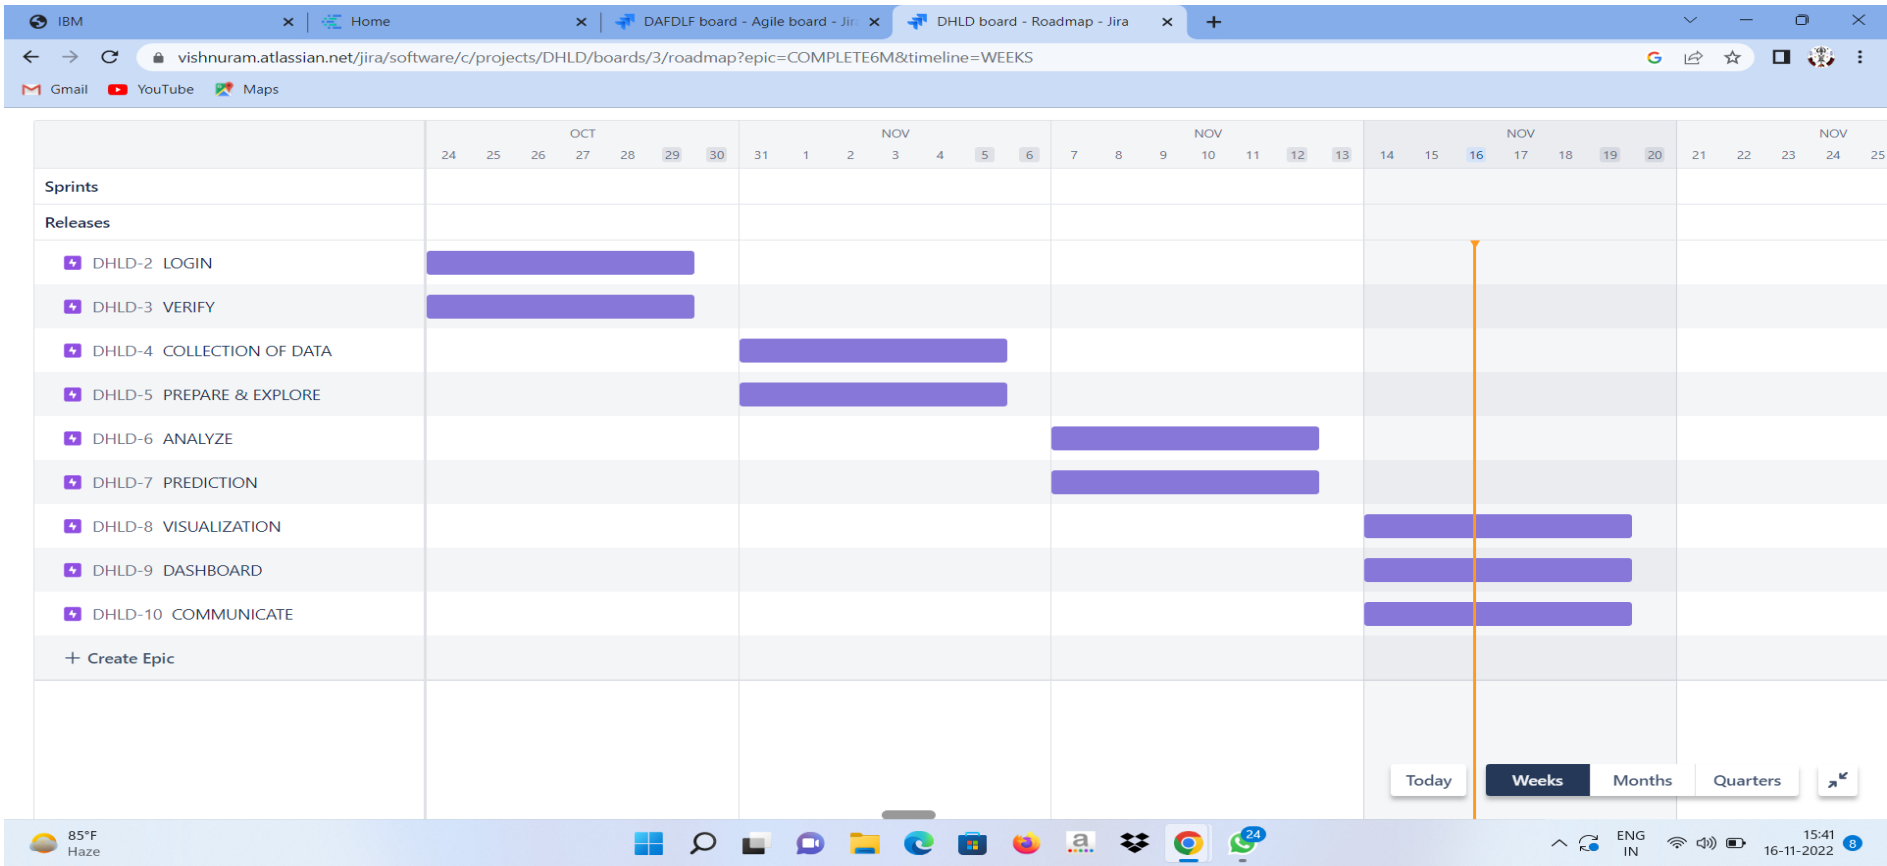 IBM
Home
DAFDLF board - Agile board - Jir
DHLD board - Roadmap - Jira
vishnuram.atlassian.net/jira/software/c/projects/DHLD/boards/3/roadmap?epic=COMPLETE6M&timeline=WEEKS
Gmail YouTube Maps
OCT NOV NOV NOV NOV
24 25 26 27 28 29 30 31 1 2 3 4 5 6 7 8 9 10 11 12 13 14 15 16 17 18 19 20 21 22 23 24 25
Sprints
Releases
DHLD-2 LOGIN
DHLD-3 VERIFY
DHLD-4 COLLECTION OF DATA
DHLD-5 PREPARE & EXPLORE
DHLD-6 ANALYZE
DHLD-7 PREDICTION
DHLD-8 VISUALIZATION
DHLD-9 DASHBOARD
DHLD-10 COMMUNICATE
+ Create Epic
Today Weeks Months Quarters
85°F
Haze
a
24
ENG
IN
15:41
16-11-2022
8